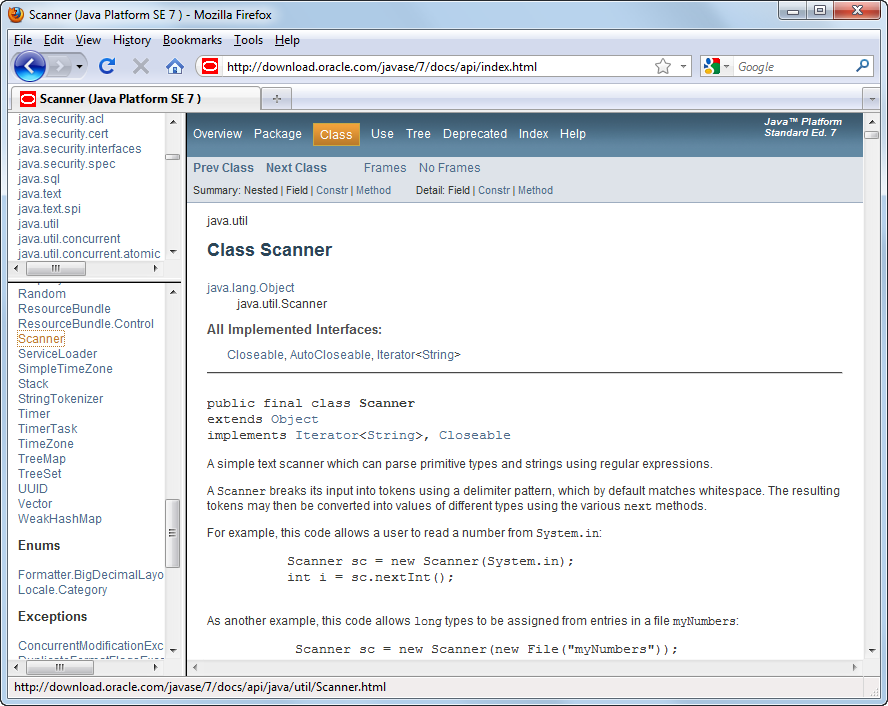 Scanner (Java Platform SE 7 ) - Mozilla Firefox
File Edit View History Bookmarks Tools Help
http://download.oracle.com/javase/7/docs/api/index.html
Google
Scanner (Java Platform SE 7 )
java.security.acl
java.security.cert
java.security.interfaces
java.security.spec
java.sql
java.text
java.text.spi
java.util
java.util.concurrent
java.util.concurrent.atomic
Random
ResourceBundle
ResourceBundle.Control
Scanner
ServiceLoader
SimpleTimeZone
Stack
StringTokenizer
Timer
TimerTask
TimeZone
TreeMap
TreeSet
UUID
Vector
WeakHashMap
Enums
Formatter.BigDecimalLayo
Locale.Category
Exceptions
ConcurrentModificationExc
Overview Package Class Use Tree Deprecated Index Help
Java™ Platform
Standard Ed. 7
Prev Class Next Class Frames No Frames
Summary: Nested | Field | Constr | Method Detail: Field | Constr | Method
java.util
Class Scanner
java.lang.Object
java.util.Scanner
All Implemented Interfaces:
Closeable, AutoCloseable, Iterator<String>
public final class Scanner
extends Object
implements Iterator<String>, Closeable
A simple text scanner which can parse primitive types and strings using regular expressions.
A Scanner breaks its input into tokens using a delimiter pattern, which by default matches whitespace. The resulting
tokens may then be converted into values of different types using the various next methods.
For example, this code allows a user to read a number from System.in:
Scanner sc = new Scanner(System.in);
int i = sc.nextInt();
As another example, this code allows long types to be assigned from entries in a file myNumbers:
Scanner sc = new Scanner(new File("myNumbers"));
http://download.oracle.com/javase/7/docs/api/java/util/Scanner.html